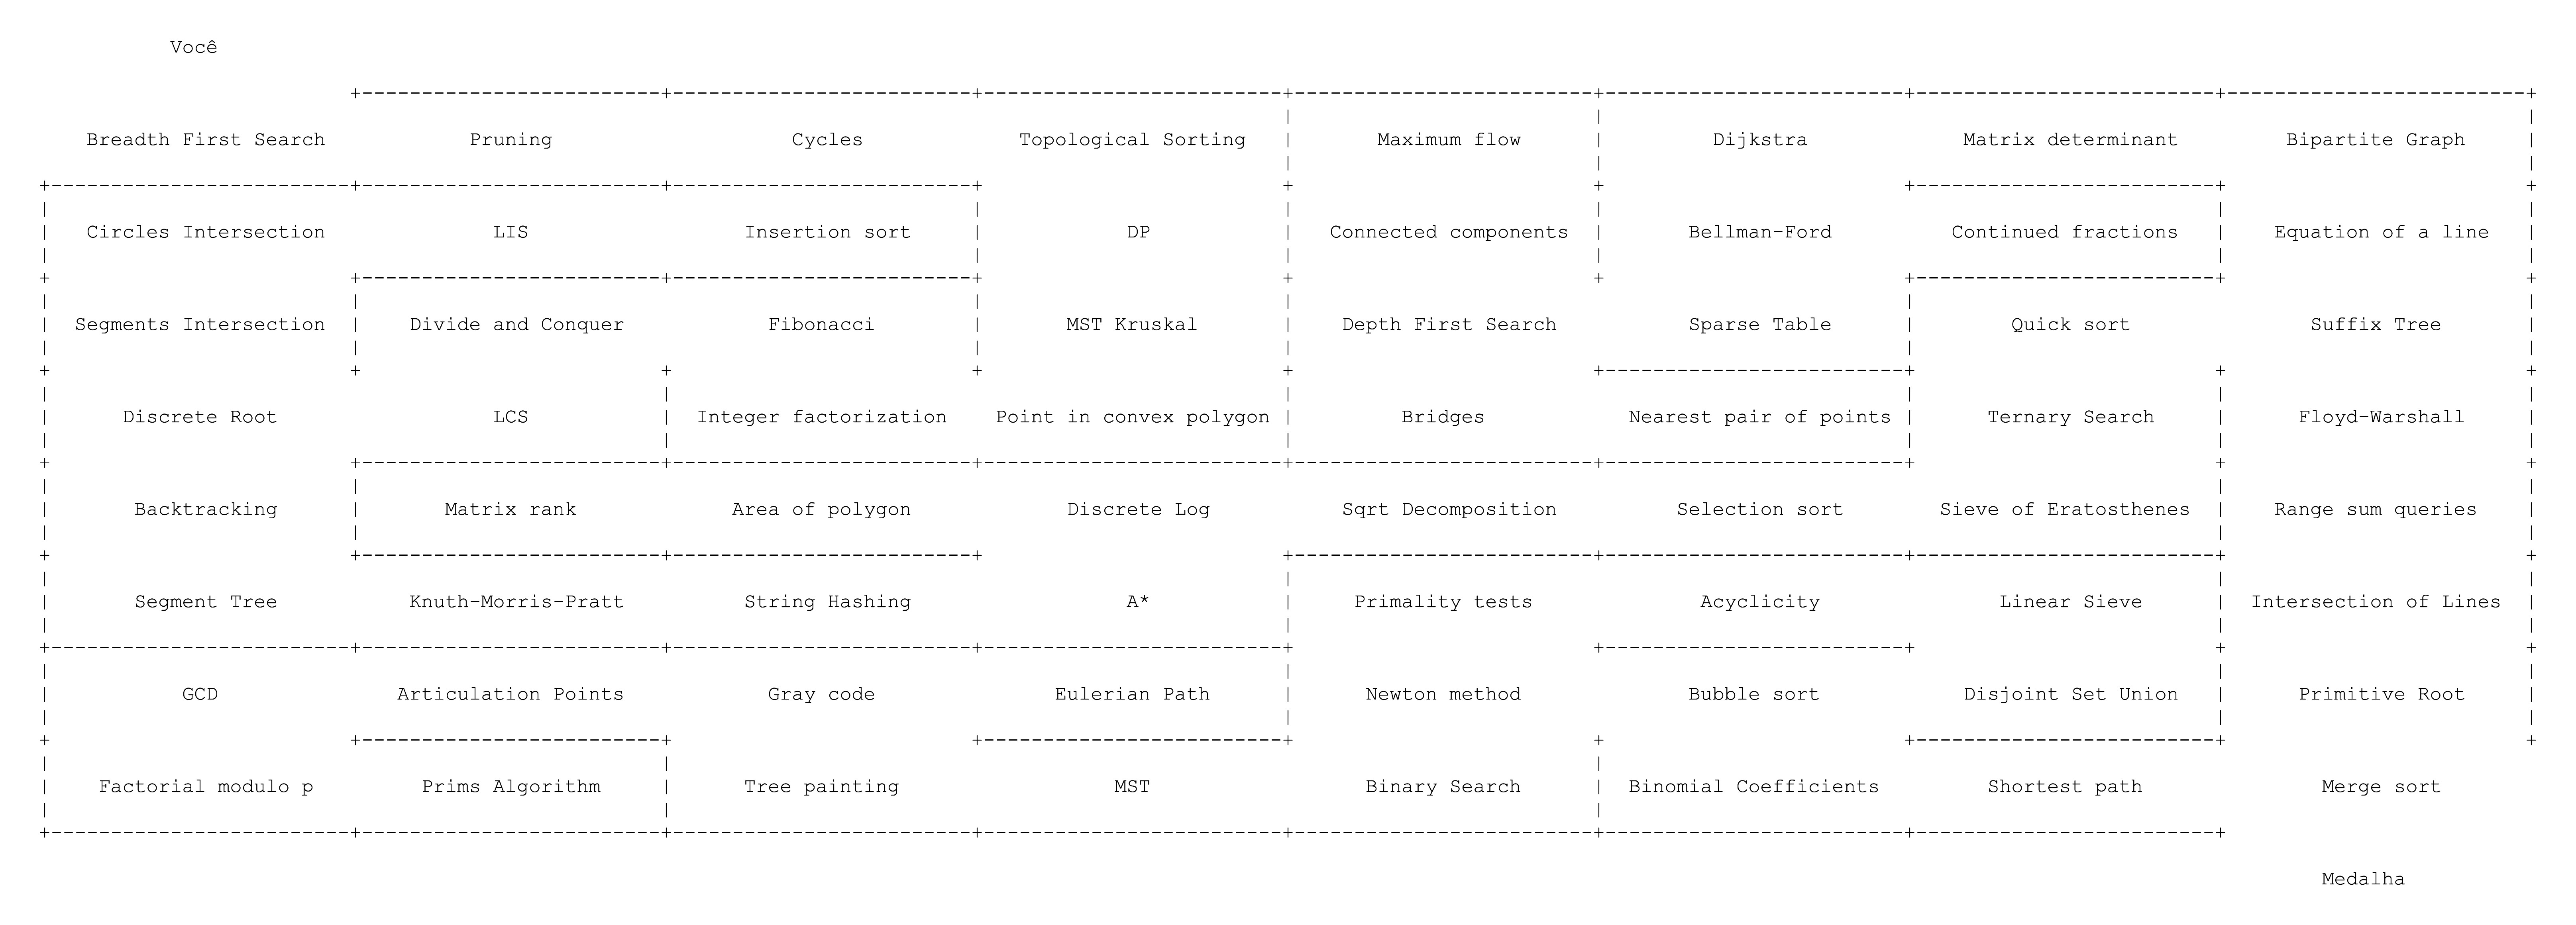 Você
Breadth First Search Pruning Cycles Topological Sorting Maximum flow Dijkstra Matrix determinant Bipartite Graph
Circles Intersection LIS Insertion sort DP Connected components Bellman-Ford Continued fractions Equation of a line
Segments Intersection Divide and Conquer Fibonacci MST Kruskal Depth First Search Sparse Table Quick sort Suffix Tree
Discrete Root LCS Integer factorization Point in convex polygon Bridges Nearest pair of points Ternary Search Floyd-Warshall
Backtracking Matrix rank Area of polygon Discrete Log Sqrt Decomposition Selection sort Sieve of Eratosthenes Range sum queries
Segment Tree Knuth-Morris-Pratt String Hashing A* Primality tests Acyclicity Linear Sieve Intersection of Lines
GCD Articulation Points Gray code Eulerian Path Newton method Bubble sort Disjoint Set Union Primitive Root
Factorial modulo p Prims Algorithm Tree painting MST Binary Search Binomial Coefficients Shortest path Merge sort
Medalha